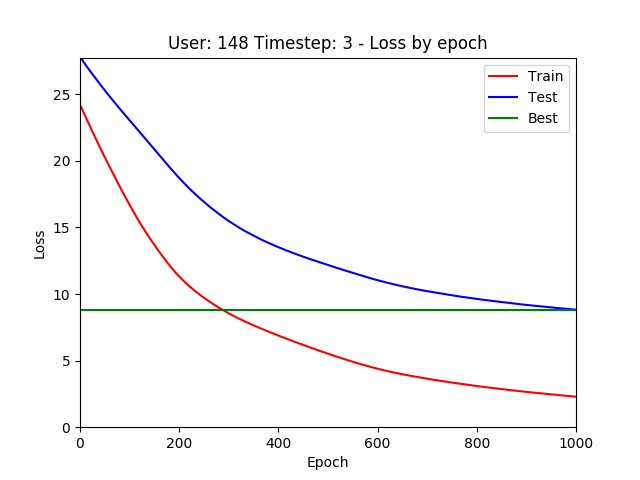 User: 148 Timestep: 3 - Loss by epoch
Train
Test
Best
Loss
25
20
15
10
5
0
0 200 400 600 800 1000
Epoch